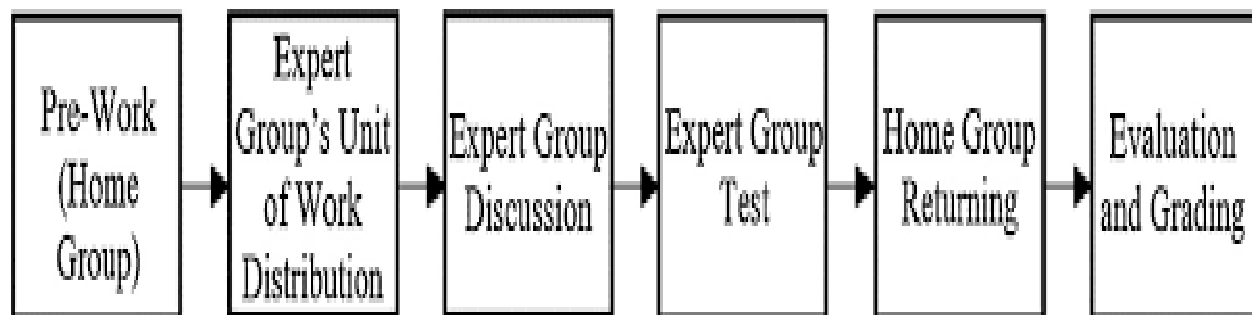 Pre-Work
(Home
Group)
Expert
Group's Unit
of Work
Distribution
Expert Group
Discussion
Expert Group
Test
Home Group
Returning
Evaluation
and Grading